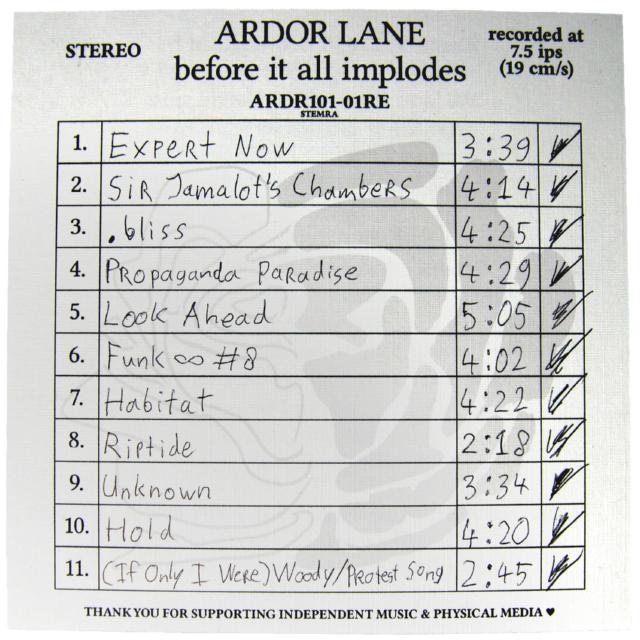 STEREO
ARDOR LANE
before it all implodes
recorded at
7.5 ips
(19 cm/s)
ARDR101-01RE
STEMRA
1. Expert Now 3:39
2. Sir Jamalot's Chambers 4:14
3. .bliss 4:25
4. Propaganda Paradise 4:29
5. Look Ahead 5:05
6. Funk ∞ #8 4:02
7. Habitat 4:22
8. Riptide 2:18
9. Unknown 3:34
10. Hold 4:20
11. (If Only I Were) Woody/Protest Song 2:45
THANK YOU FOR SUPPORTING INDEPENDENT MUSIC & PHYSICAL MEDIA ♥